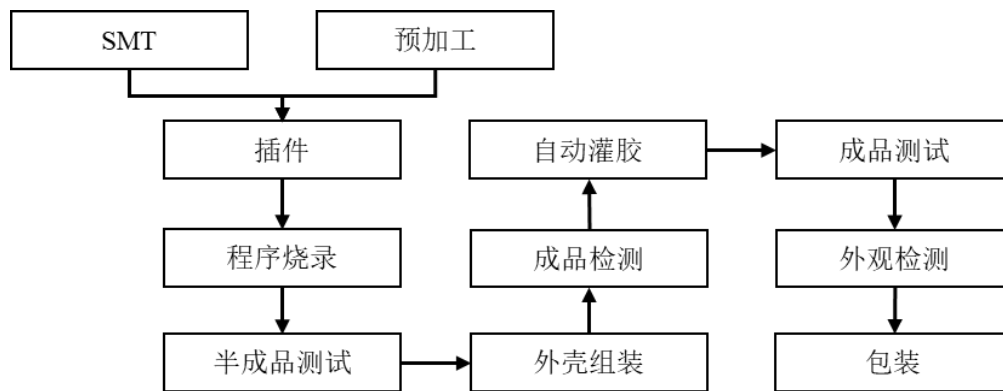 SMT
预加工
插件
程序烧录
半成品测试
外壳组装
成品检测
自动灌胶
成品测试
外观检测
包装